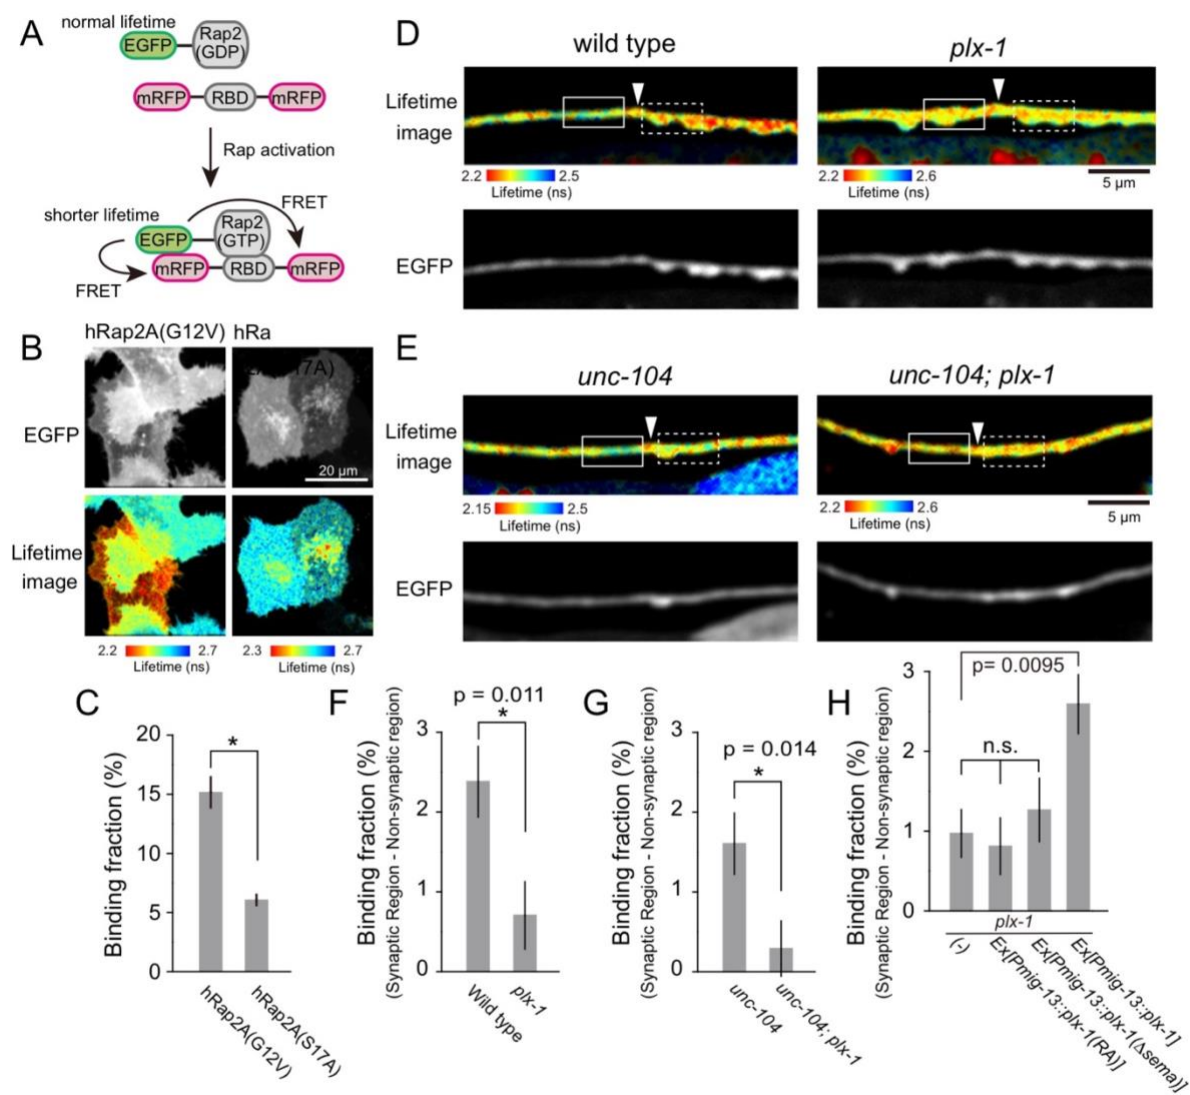 A
normal lifetime
EGFP
Rap2
(GDP)
mRFP
RBD
mRFP
Rap activation
shorter lifetime
FRET
EGFP
Rap2
(GTP)
mRFP
RBD
mRFP
FRET
B
hRap2A(G12V)
hRa
17A)
EGFP
20 µm
Lifetime
image
2.2
2.7
Lifetime (ns)
2.3
2.7
Lifetime (ns)
C
Binding fraction (%)
20
15
10
5
0
*
hRap2A(G12V)
hRap2A(S17A)
D
wild type
plx-1
Lifetime
image
2.2
2.5
Lifetime (ns)
2.2
2.6
Lifetime (ns)
5 µm
EGFP
E
unc-104
unc-104; plx-1
Lifetime
image
2.15
2.5
Lifetime (ns)
2.2
2.6
Lifetime (ns)
5 µm
EGFP
F
Binding fraction (%)
(Synaptic Region - Non-synaptic region)
p = 0.011
*
3
2
1
0
Wild type
plx-1
G
Binding fraction (%)
(Synaptic Region - Non-synaptic region)
p = 0.014
*
3
2
1
0
unc-104
unc-104; plx-1
H
Binding fraction (%)
(Synaptic Region - Non-synaptic region)
p= 0.0095
n.s.
3
2
1
0
plx-1
(-)
Ex[Pmig-13::plx-1(RA)]
Ex[Pmig-13::plx-1(Δsema)]
Ex[Pmig-13::plx-1]